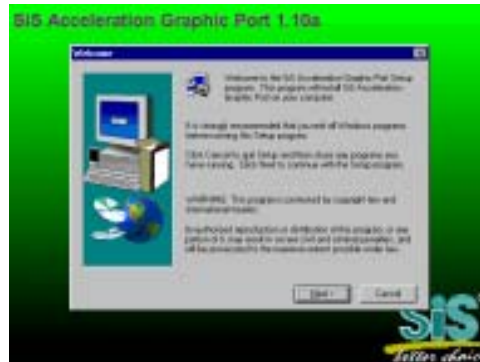 SiS Acceleration Graphic Port 1.10a
Welcome
Welcome to the SiS Acceleration Graphic Port Setup
program. This program will install SiS Acceleration
Graphic Port on your computer.
It is strongly recommended that you exit all Windows programs
before running this Setup program.
Click Cancel to quit Setup and then close any programs you
have running. Click Next to continue with the Setup program.
WARNING: This program is protected by copyright law and
international treaties.
Unauthorized reproduction or distribution of this program, or any
portion of it, may result in severe civil and criminal penalties, and
will be prosecuted to the maximum extent possible under law.
Next >
Cancel
SiS
better choice